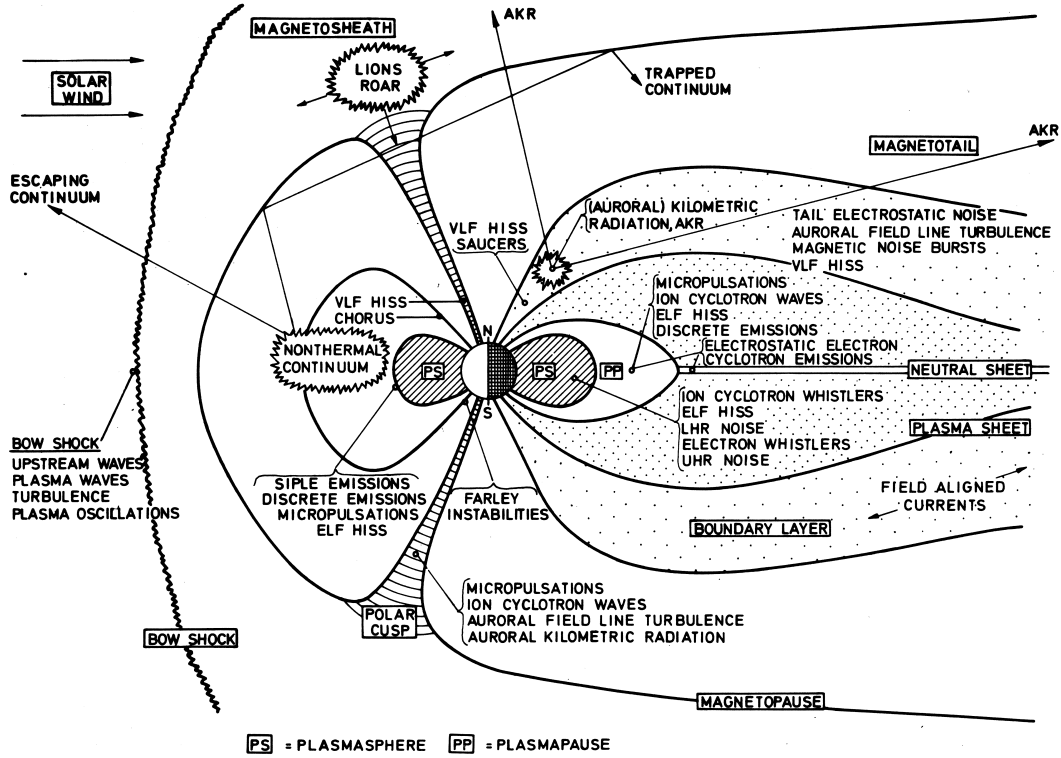 AKR
MAGNETOSHEATH
LIONS
ROAR
SOLAR
WIND
TRAPPED
CONTINUUM
AKR
MAGNETOTAIL
ESCAPING
CONTINUUM
(AURORAL) KILOMETRIC
RADIATION, AKR
VLF HISS
SAUCERS
TAIL ELECTROSTATIC NOISE
AURORAL FIELD LINE TURBULENCE
MAGNETIC NOISE BURSTS
VLF HISS
MICROPULSATIONS
ION CYCLOTRON WAVES
ELF HISS
DISCRETE EMISSIONS
VLF HISS
CHORUS
N
ELECTROSTATIC ELECTRON
CYCLOTRON EMISSIONS
NONTHERMAL
CONTINUUM
PS
PS
PP
NEUTRAL SHEET
S
ION CYCLOTRON WHISTLERS
ELF HISS
LHR NOISE
ELECTRON WHISTLERS
UHR NOISE
PLASMA SHEET
BOW SHOCK
UPSTREAM WAVES
PLASMA WAVES
TURBULENCE
PLASMA OSCILLATIONS
SIPLE EMISSIONS
DISCRETE EMISSIONS
MICROPULSATIONS
ELF HISS
FARLEY
INSTABILITIES
FIELD ALIGNED
CURRENTS
BOUNDARY LAYER
MICROPULSATIONS
ION CYCLOTRON WAVES
AURORAL FIELD LINE TURBULENCE
AURORAL KILOMETRIC RADIATION
POLAR
CUSP
BOW SHOCK
MAGNETOPAUSE
PS = PLASMASPHERE PP = PLASMAPAUSE